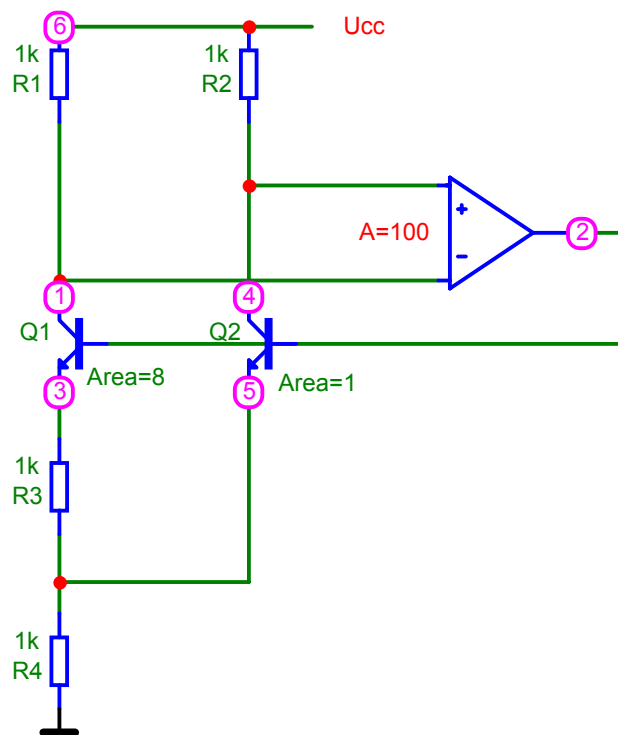 6
Ucc
1k
R1
1k
R2
+
A=100
2
−
1
4
Q1
Q2
Area=8
Area=1
3
5
1k
R3
1k
R4